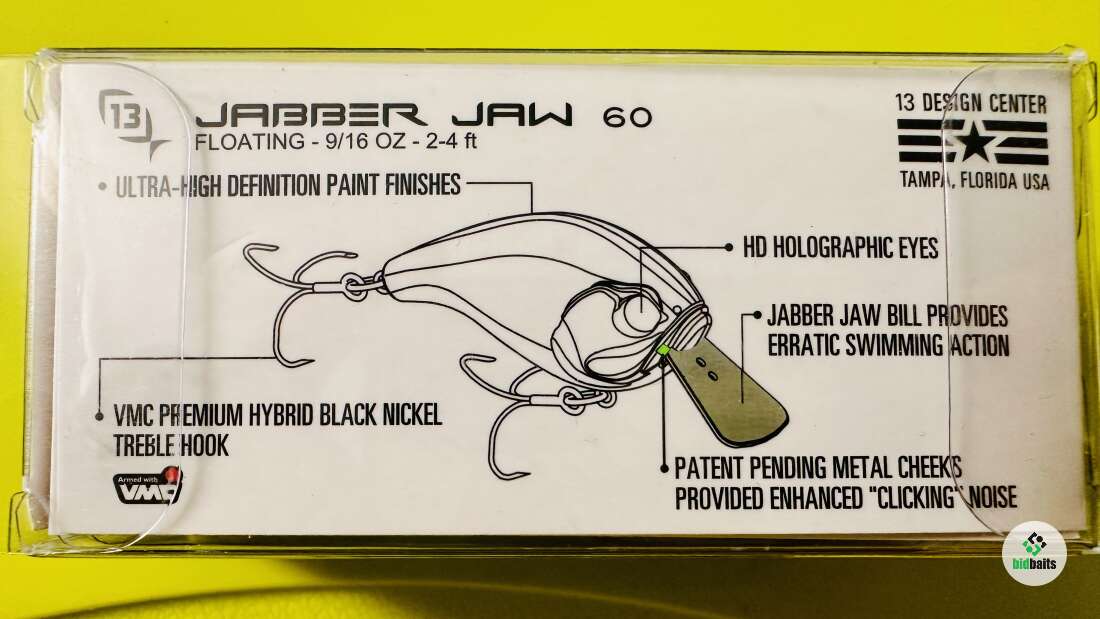 13 JABBER JAW 60
FLOATING - 9/16 OZ - 2-4 ft
13 DESIGN CENTER
TAMPA, FLORIDA USA
• ULTRA-HIGH DEFINITION PAINT FINISHES
HD HOLOGRAPHIC EYES
JABBER JAW BILL PROVIDES
ERRATIC SWIMMING ACTION
VMC PREMIUM HYBRID BLACK NICKEL
TREBLE HOOK
Armed with
VMC
PATENT PENDING METAL CHEEKS
PROVIDED ENHANCED "CLICKING" NOISE
bidbaits